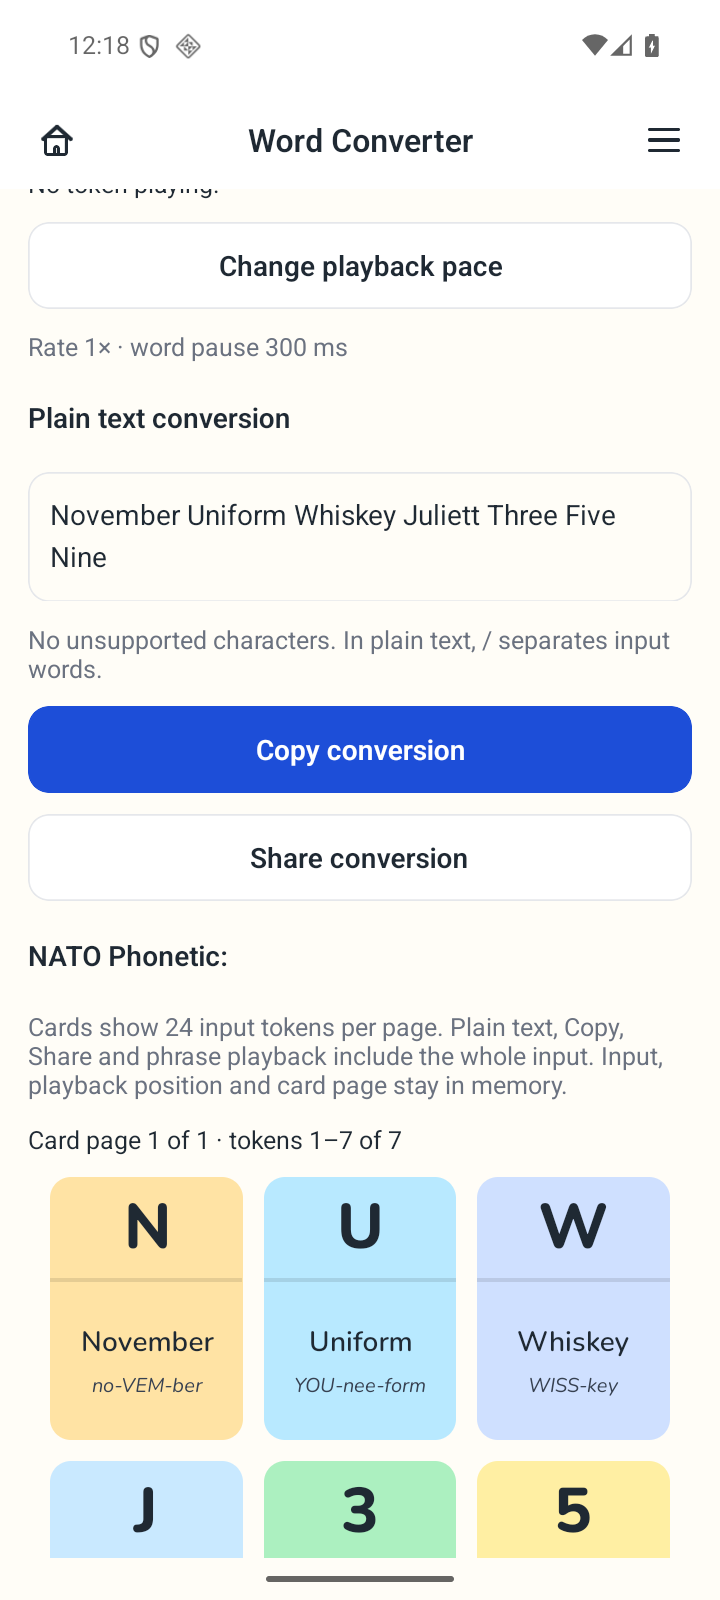 12:18
Word Converter
No token playing.
Change playback pace
Rate 1× · word pause 300 ms
Plain text conversion
November Uniform Whiskey Juliett Three Five
Nine
No unsupported characters. In plain text, / separates input
words.
Copy conversion
Share conversion
NATO Phonetic:
Cards show 24 input tokens per page. Plain text, Copy,
Share and phrase playback include the whole input. Input,
playback position and card page stay in memory.
Card page 1 of 1 · tokens 1–7 of 7
N U W
November Uniform Whiskey
no-VEM-ber YOU-nee-form WISS-key
J 3 5